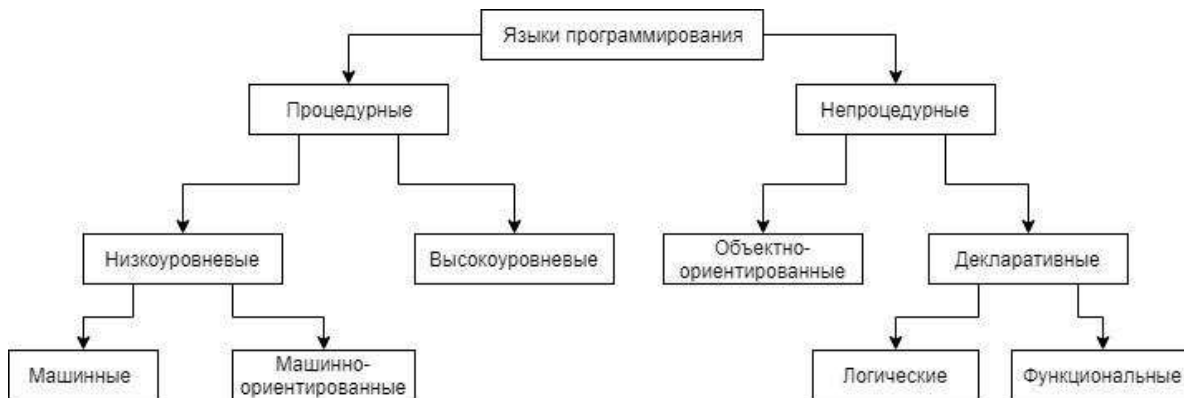 Языки программирования
Процедурные
Непроцедурные
Низкоуровневые
Высокоуровневые
Объектно-
ориентированные
Декларативные
Машинные
Машинно-
ориентированные
Логические
Функциональные